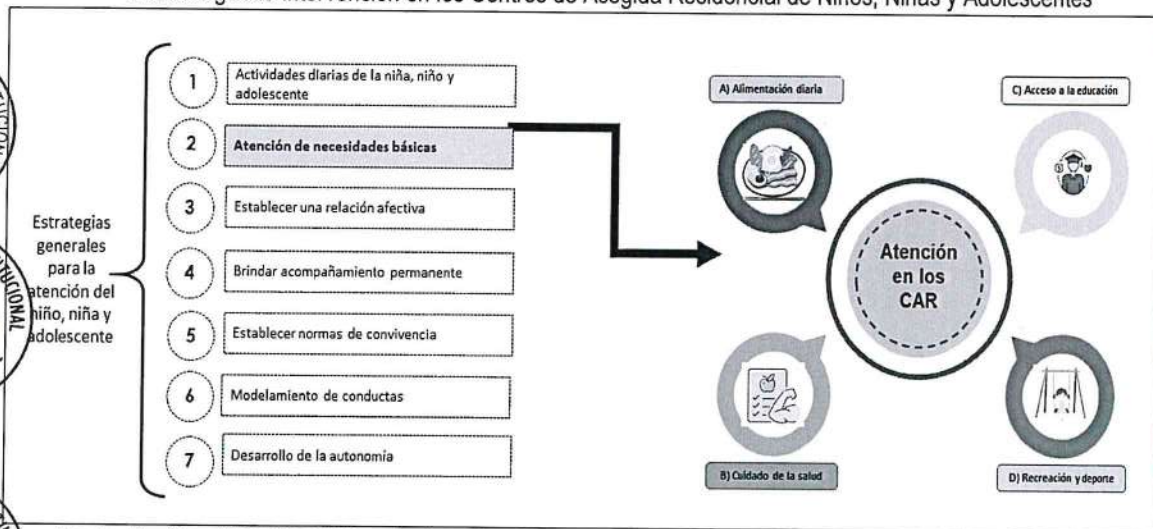 Intervención en los Centros de Acogida Residencial de Niños, Niñas y Adolescentes
Estrategias
generales
para la
atención del
niño, niña y
adolescente
1
Actividades diarias de la niña, niño y
adolescente
2
Atención de necesidades básicas
3
Establecer una relación afectiva
4
Brindar acompañamiento permanente
5
Establecer normas de convivencia
6
Modelamiento de conductas
7
Desarrollo de la autonomía
A) Alimentación diaria
C) Acceso a la educación
Atención
en los
CAR
B) Cuidado de la salud
D) Recreación y deporte